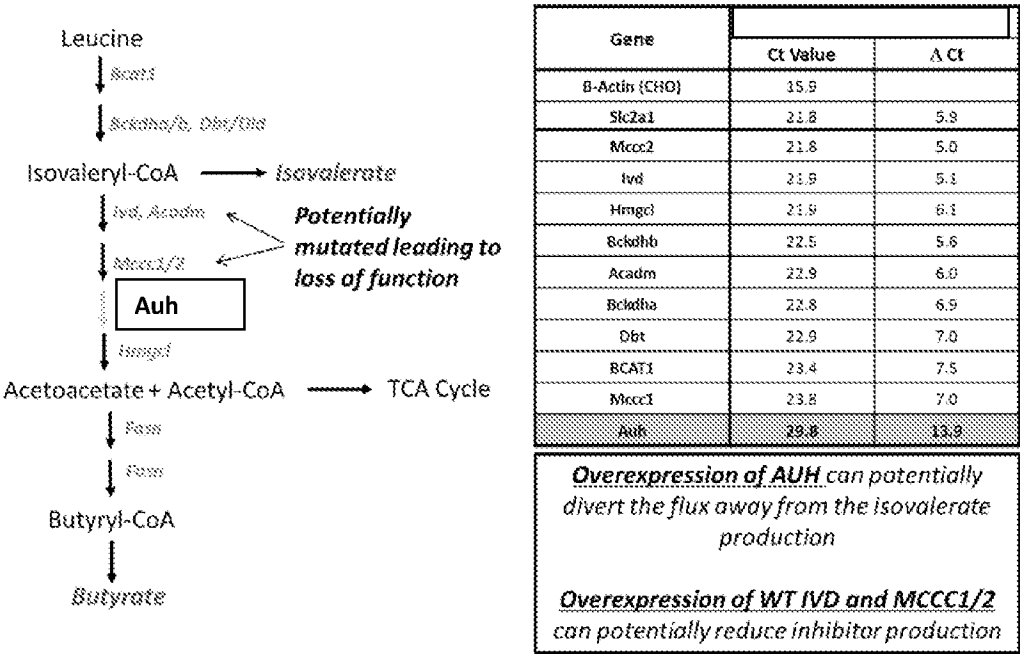 Leucine
Bcat1
Bckdha/b, Dbt/Dld
Isovaleryl-CoA
Isovalerate
Ivd, Acadm
Potentially
mutated leading to
loss of function
Mccc1/2
Auh
Hmgcl
Acetoacetate + Acetyl-CoA
TCA Cycle
Fasn
Fasn
Butyryl-CoA
Butyrate
Gene
Ct Value Δ Ct
B-Actin (CHO) 15.9
Slc2a1 21.8 5.9
Mccc2 21.8 5.0
Ivd 21.9 5.1
Hmgcl 21.9 6.1
Bckdhb 22.5 5.6
Acadm 22.9 6.0
Bckdha 22.8 6.9
Dbt 22.9 7.0
BCAT1 23.4 7.5
Mccc1 23.8 7.0
Auh 29.8 13.9
Overexpression of AUH can potentially
divert the flux away from the isovalerate
production
Overexpression of WT IVD and MCCC1/2
can potentially reduce inhibitor production